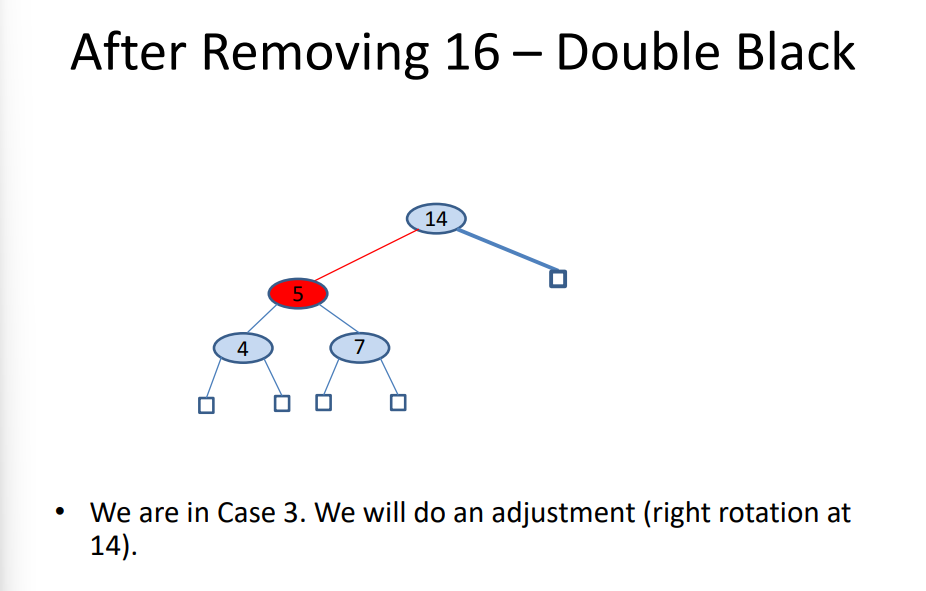 After Removing 16 – Double Black
14
5
4
7
• We are in Case 3. We will do an adjustment (right rotation at
14).